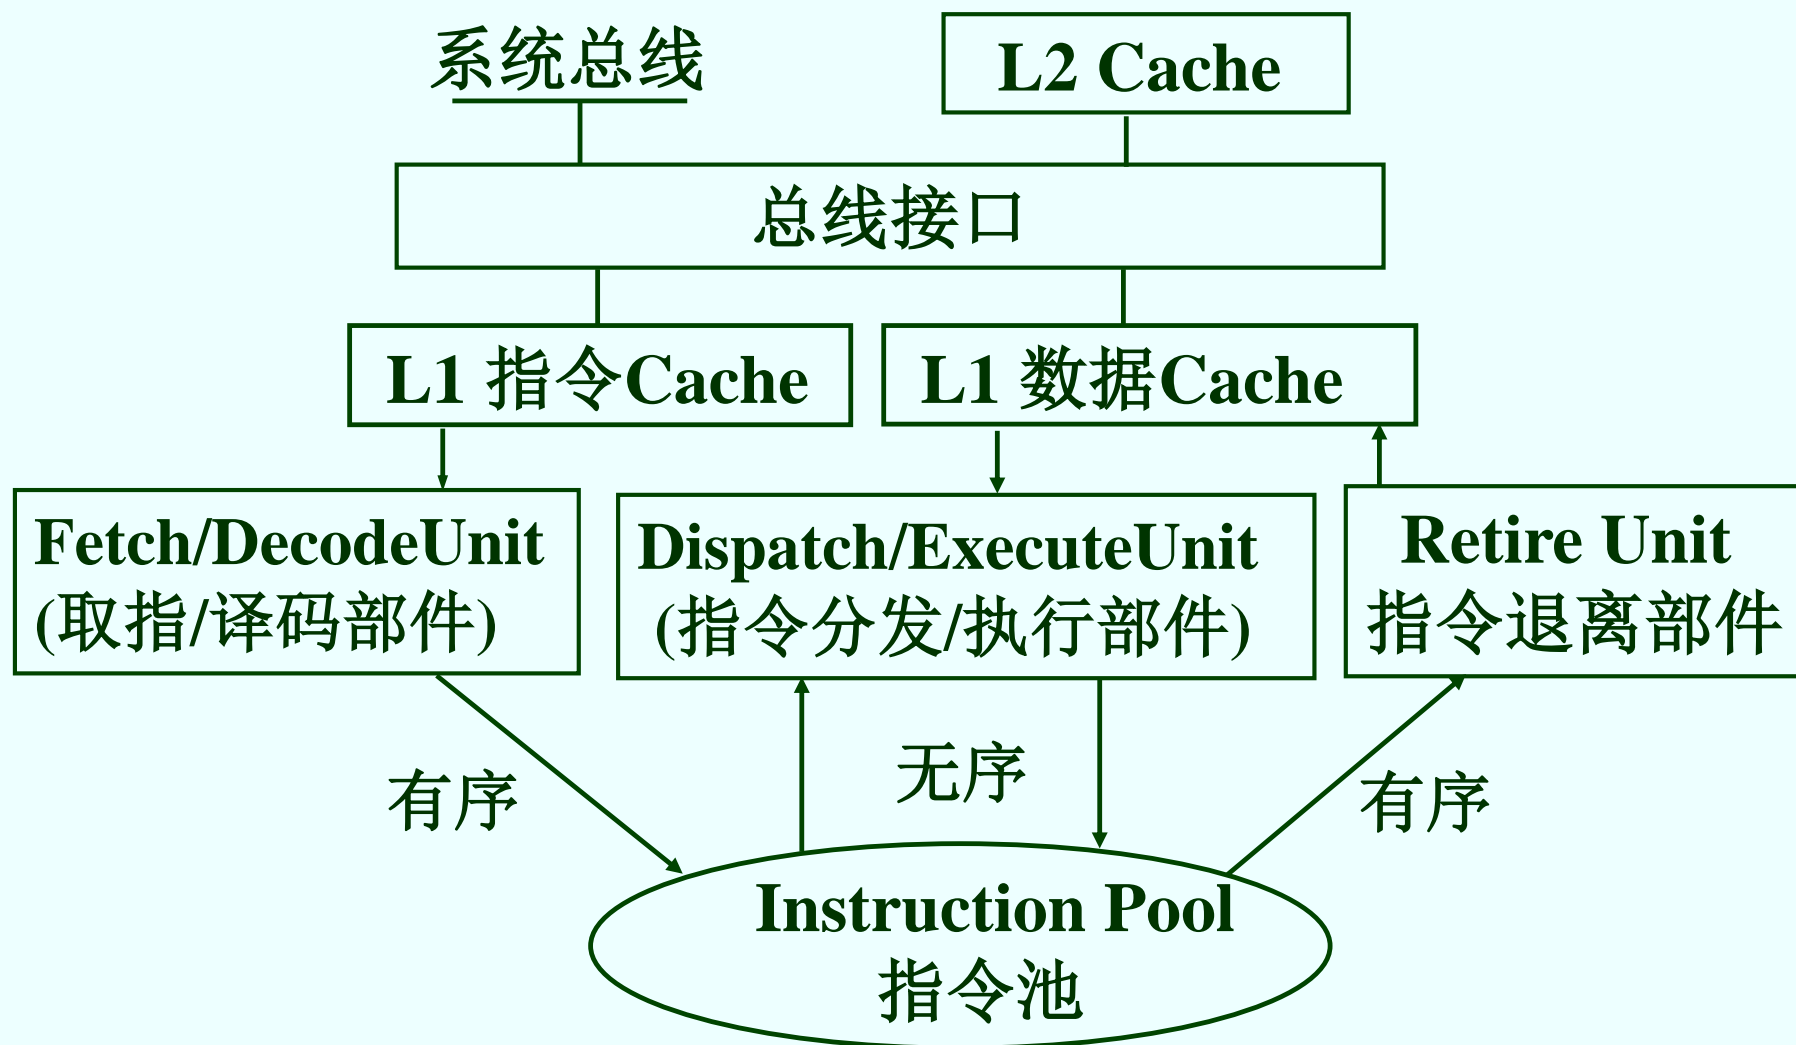 系统总线
L2 Cache
总线接口
L1 指令Cache
L1 数据Cache
Fetch/DecodeUnit
(取指/译码部件)
Dispatch/ExecuteUnit
(指令分发/执行部件)
Retire Unit
指令退离部件
有序
无序
有序
Instruction Pool
指令池